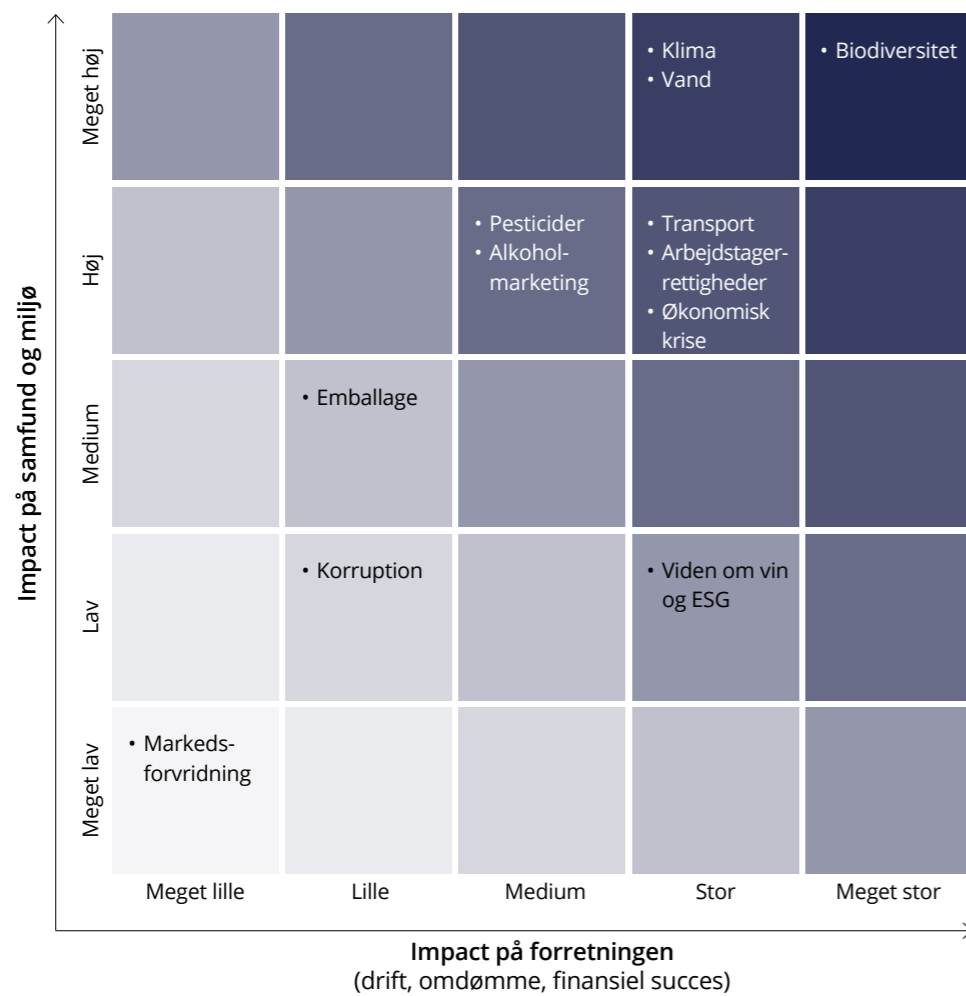 Impact på samfund og miljø
Meget høj
• Klima
• Vand
• Biodiversitet
Høj
• Pesticider
• Alkohol-
marketing
• Transport
• Arbejdstager-
rettigheder
• Økonomisk
krise
Medium
• Emballage
Lav
• Korruption
• Viden om vin
og ESG
Meget lav
• Markeds-
forvridning
Meget lille
Lille
Medium
Stor
Meget stor
Impact på forretningen
(drift, omdømme, finansiel succes)